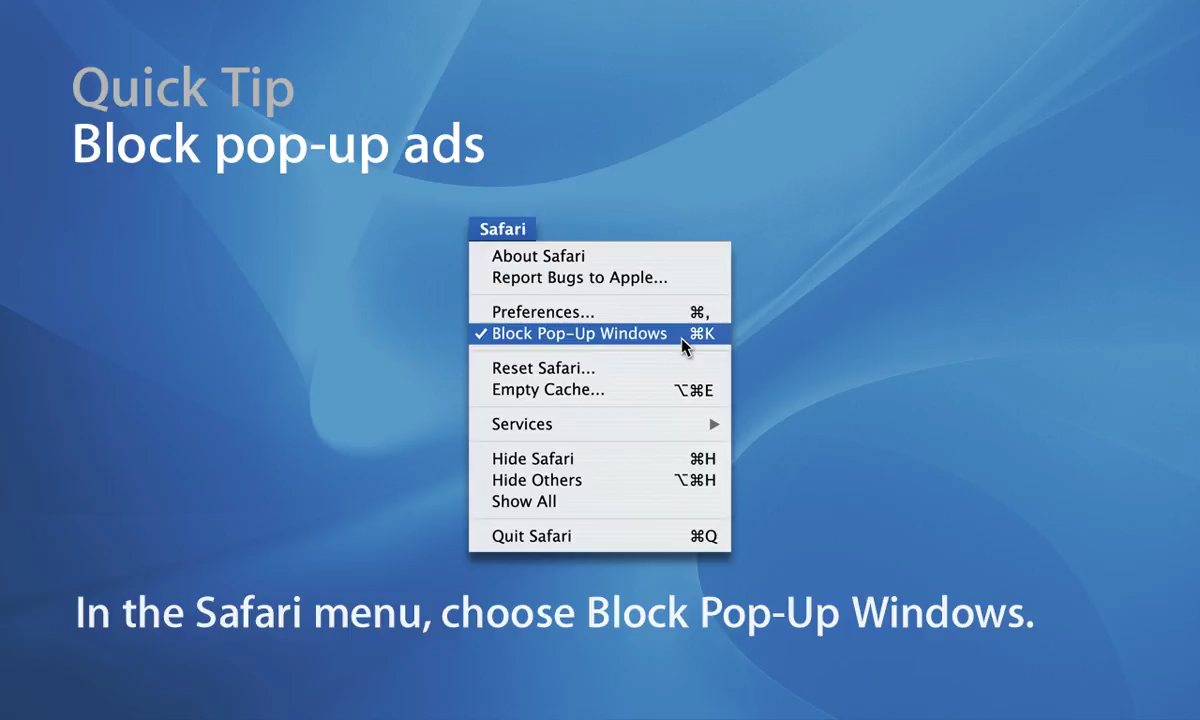 Quick Tip
Block pop-up ads
Safari
About Safari
Report Bugs to Apple...
Preferences... ⌘,
✓ Block Pop-Up Windows ⌘K
Reset Safari...
Empty Cache... ⌥⌘E
Services ▶
Hide Safari ⌘H
Hide Others ⌥⌘H
Show All
Quit Safari ⌘Q
In the Safari menu, choose Block Pop-Up Windows.